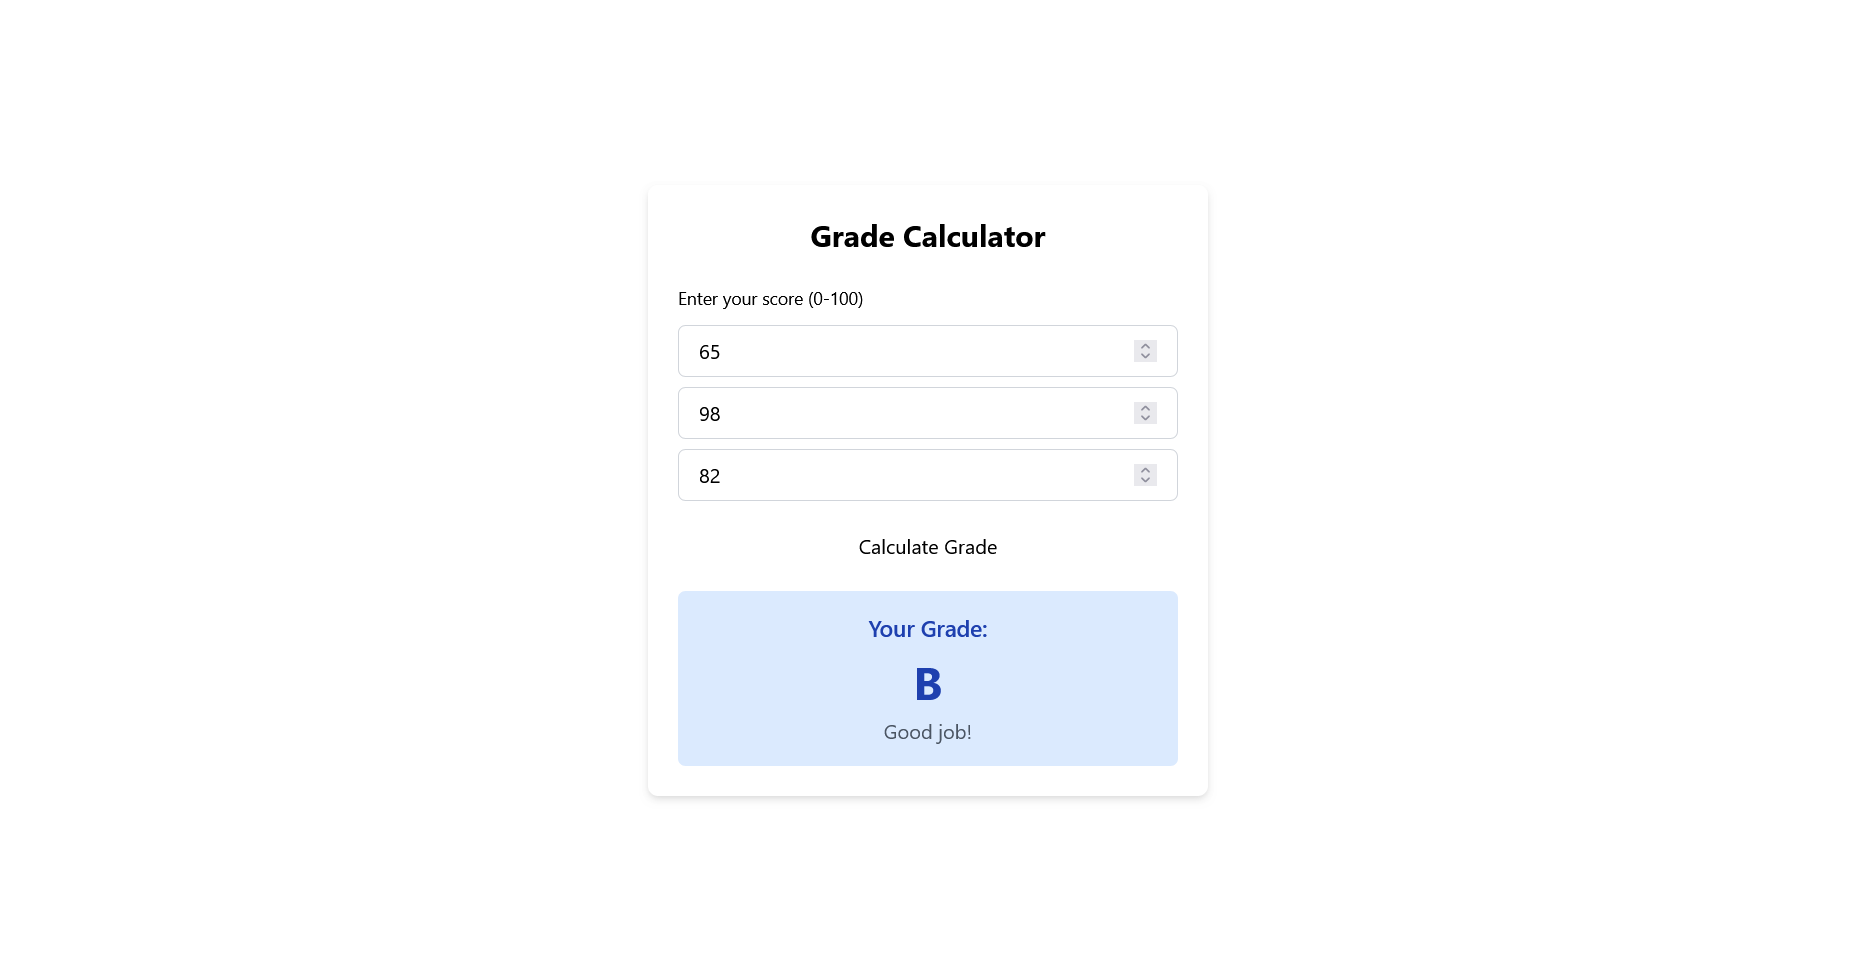 Grade Calculator
Enter your score (0-100)
65
98
82
Calculate Grade
Your Grade:
B
Good job!